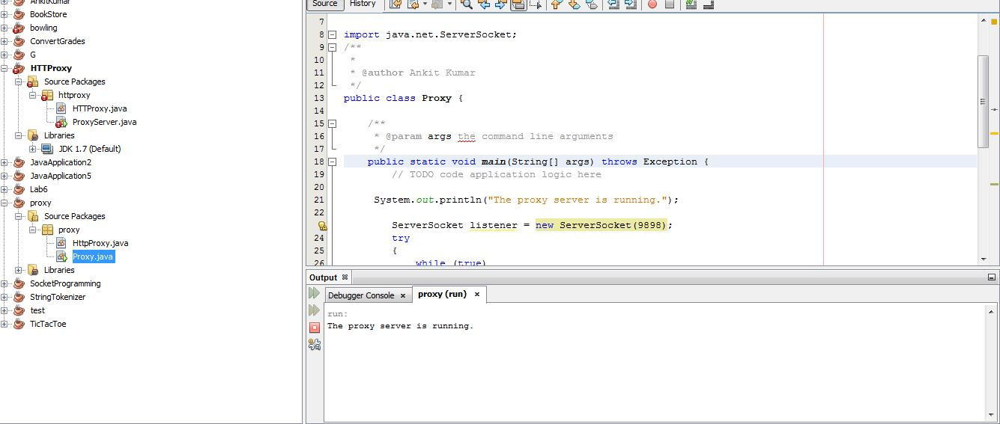 AnkitKumar
BookStore
bowling
ConvertGrades
G
HTTProxy
Source Packages
httproxy
HTTProxy.java
ProxyServer.java
Libraries
JDK 1.7 (Default)
JavaApplication2
JavaApplication5
Lab6
proxy
Source Packages
proxy
HttpProxy.java
Proxy.java
Libraries
SocketProgramming
StringTokenizer
test
TicTacToe
Source History
7
8 import java.net.ServerSocket;
9 /**
10 *
11 * @author Ankit Kumar
12 */
13 public class Proxy {
14
15 /**
16 * @param args the command line arguments
17 */
18 public static void main(String[] args) throws Exception {
19 // TODO code application logic here
20
21 System.out.println("The proxy server is running.");
22
ServerSocket listener = new ServerSocket(9898);
24 try
25 {
26 while (true)
Output
Debugger Console proxy (run)
run:
The proxy server is running.